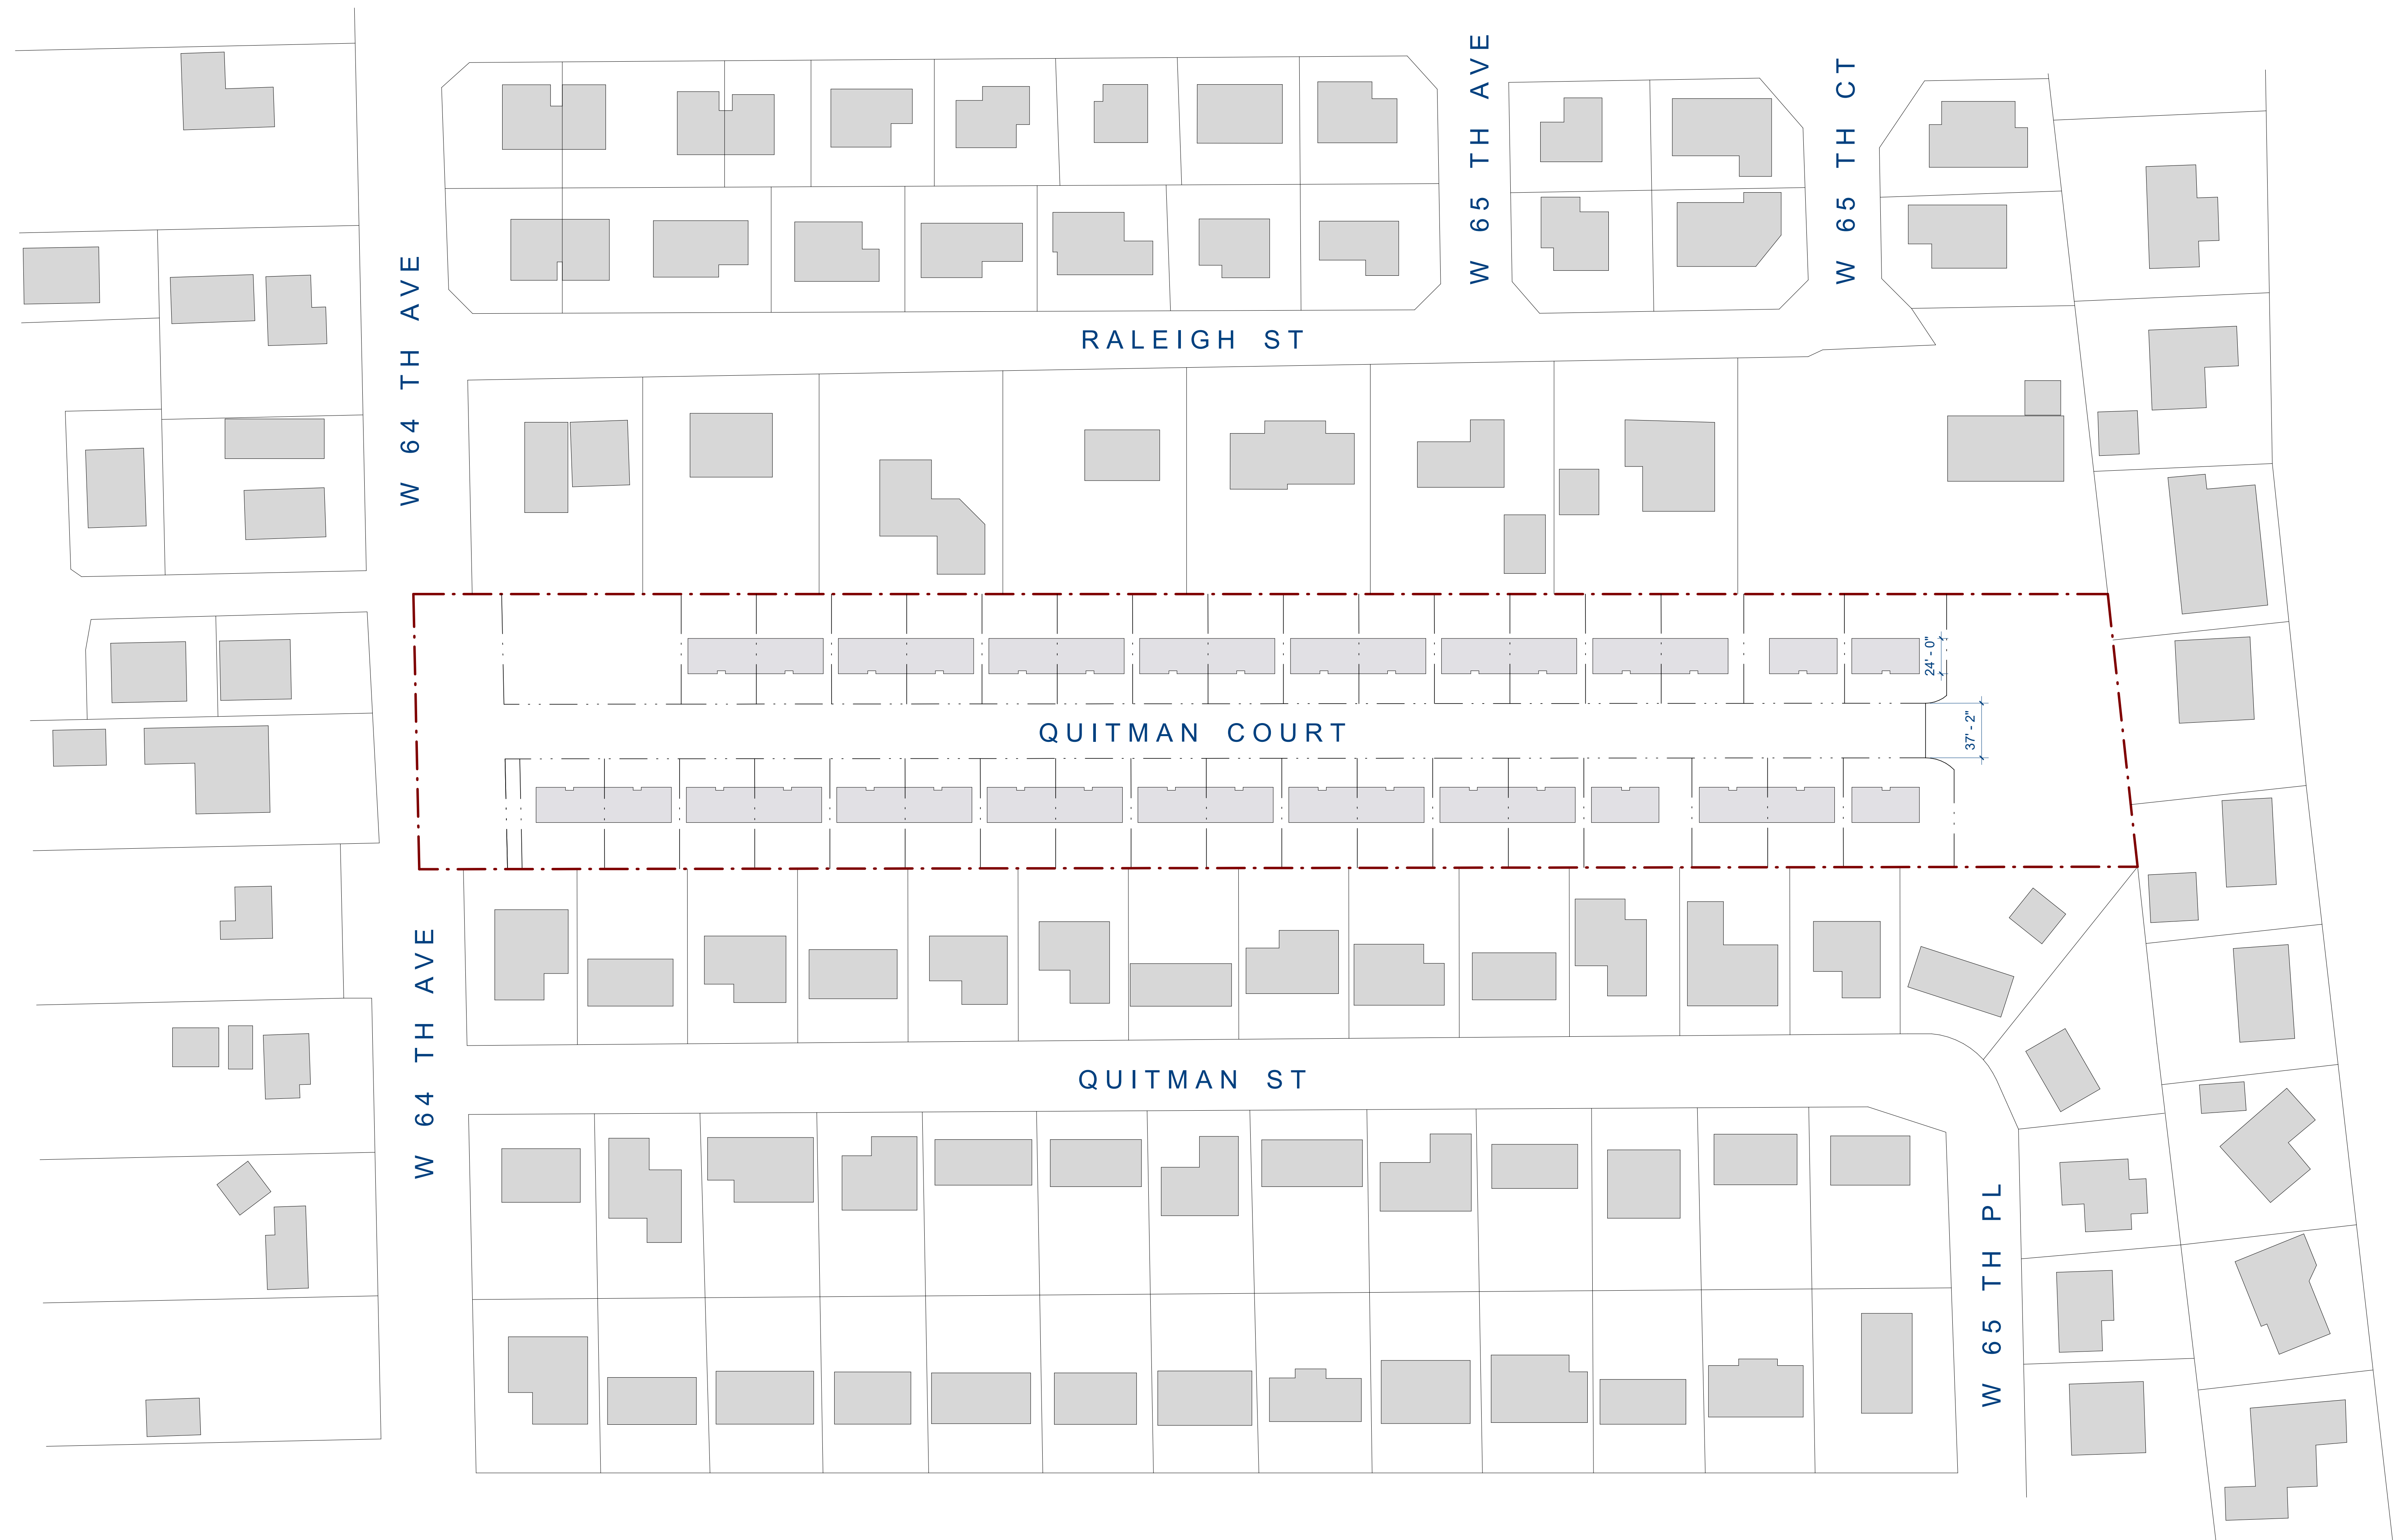 W 65 TH AVE
W 65 TH CT
W 64 TH AVE
RALEIGH ST
24' - 0"
QUITMAN COURT
37' - 2"
W 64 TH AVE
QUITMAN ST
W 65 TH PL